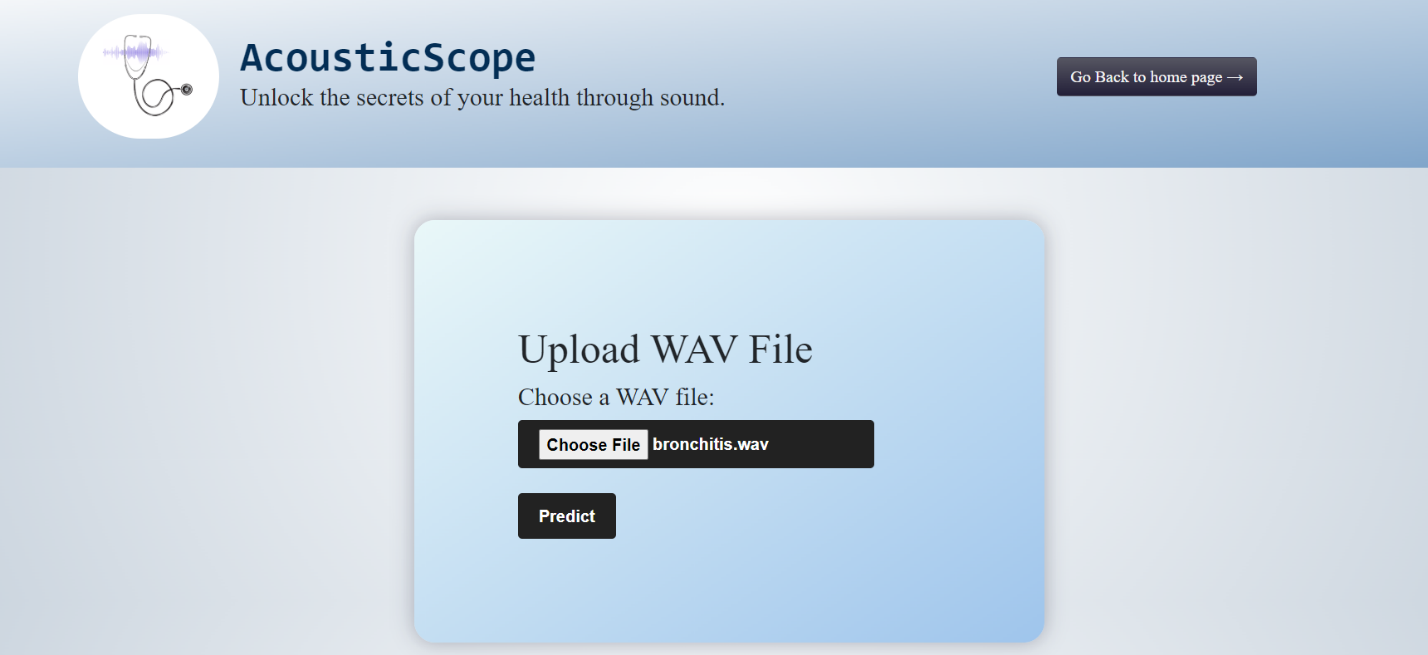 AcousticScope
Unlock the secrets of your health through sound.
Go Back to home page →
Upload WAV File
Choose a WAV file:
Choose File bronchitis.wav
Predict